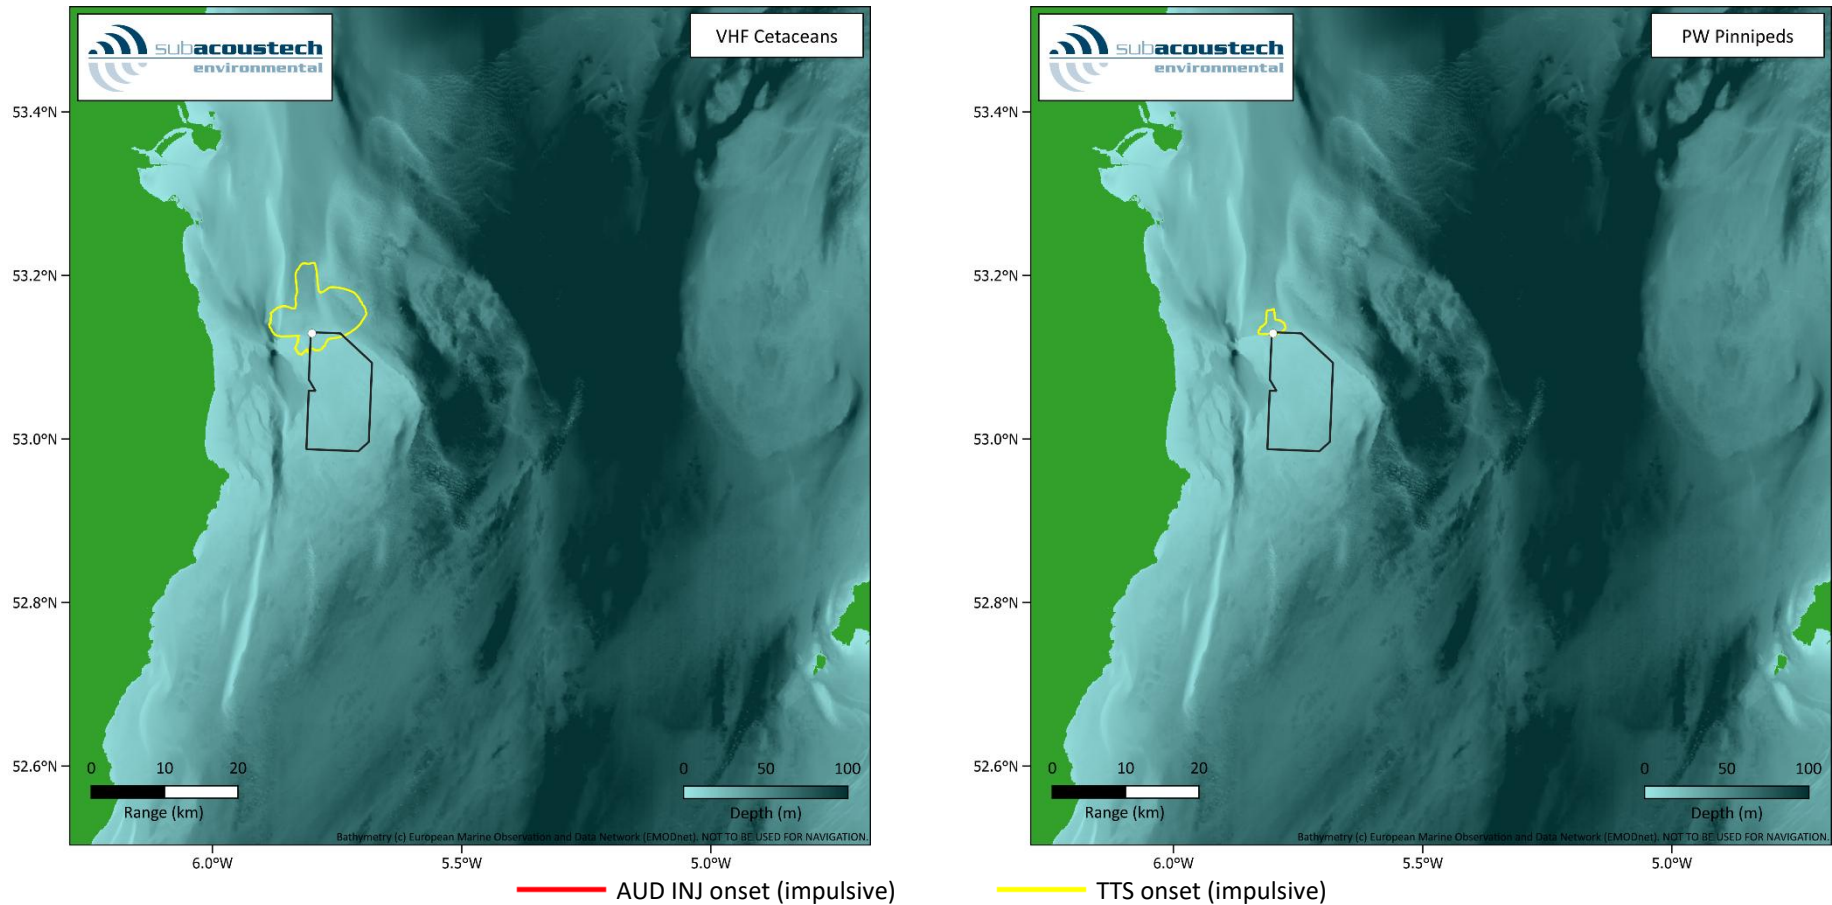 subacoustech
environmental
VHF Cetaceans
53.4°N
53.2°N
53.0°N
52.8°N
52.6°N
0 10 20
Range (km)
0 50 100
Depth (m)
Bathymetry (c) European Marine Observation and Data Network (EMODnet). NOT TO BE USED FOR NAVIGATION.
6.0°W 5.5°W 5.0°W
subacoustech
environmental
PW Pinnipeds
53.4°N
53.2°N
53.0°N
52.8°N
52.6°N
0 10 20
Range (km)
0 50 100
Depth (m)
Bathymetry (c) European Marine Observation and Data Network (EMODnet). NOT TO BE USED FOR NAVIGATION.
6.0°W 5.5°W 5.0°W
AUD INJ onset (impulsive) TTS onset (impulsive)